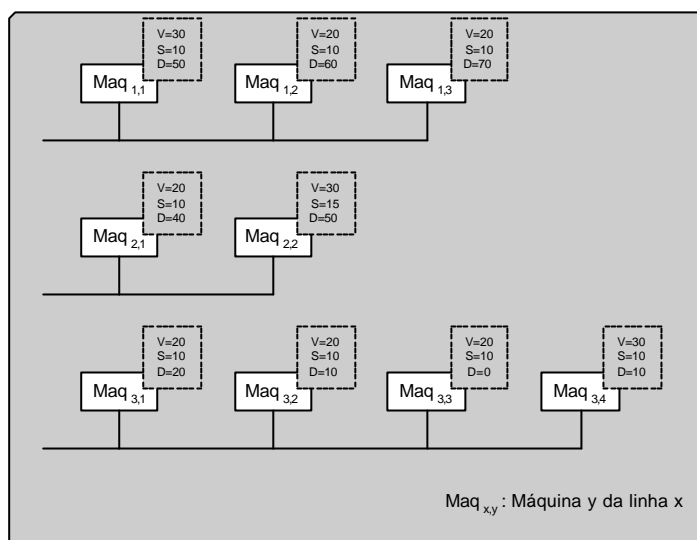 V=30
S=10
D=50
Maq 1,1
V=20
S=10
D=60
Maq 1,2
V=20
S=10
D=70
Maq 1,3
V=20
S=10
D=40
Maq 2,1
V=30
S=15
D=50
Maq 2,2
V=20
S=10
D=20
Maq 3,1
V=20
S=10
D=10
Maq 3,2
V=20
S=10
D=0
Maq 3,3
V=30
S=10
D=10
Maq 3,4
Maq x,y : Máquina y da linha x